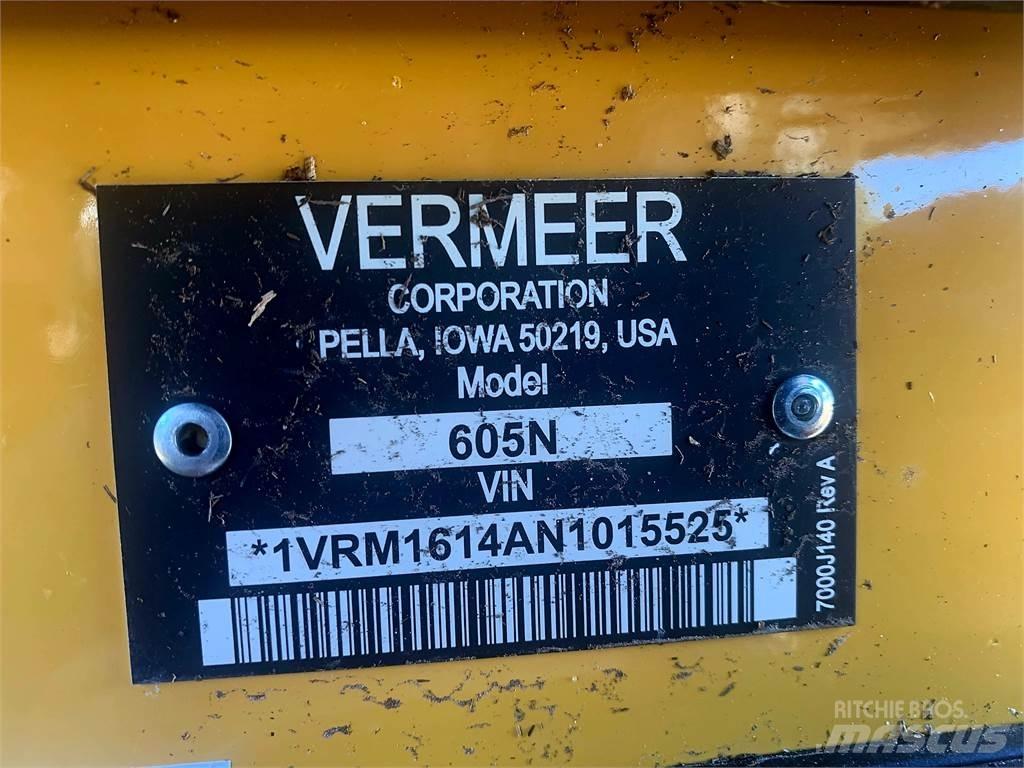 VERMEER
CORPORATION
PELLA, IOWA 50219, USA
Model
605N
VIN
*1VRM1614AN1015525*
7000J140 Rev A
RITCHIE BROS.
MASCUS